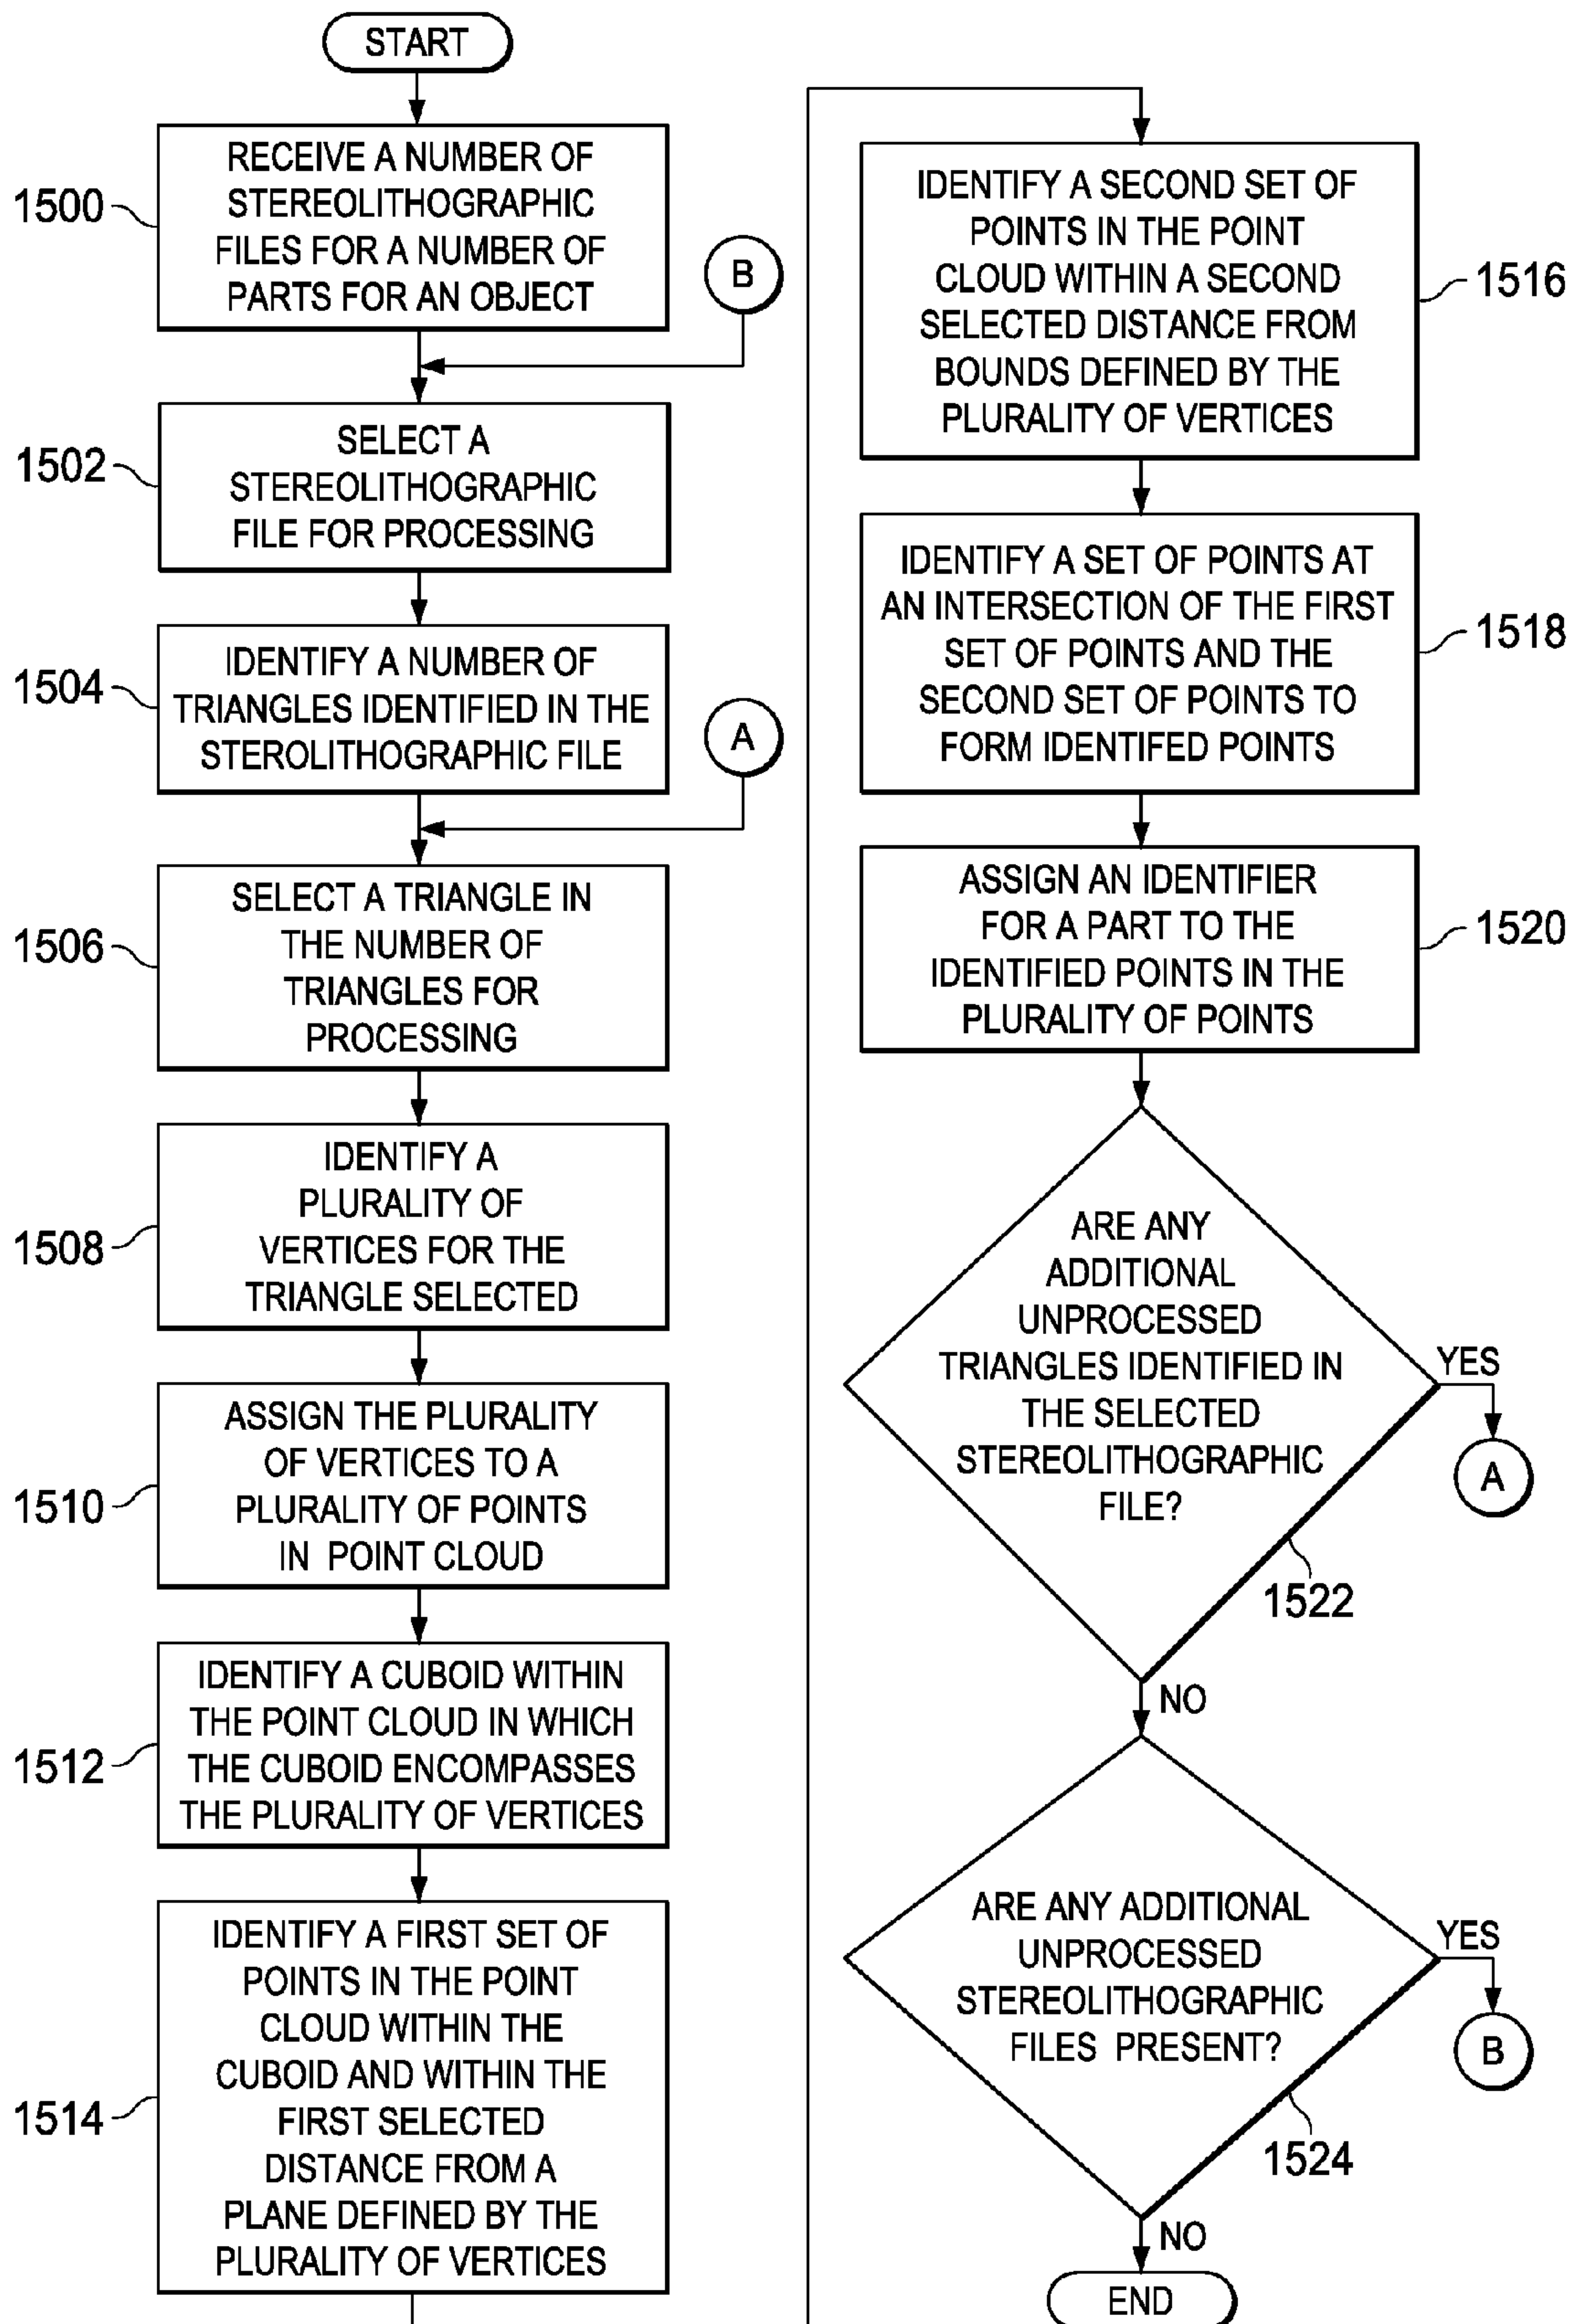 START
1500
RECEIVE A NUMBER OF
STEREOLITHOGRAPHIC
FILES FOR A NUMBER OF
PARTS FOR AN OBJECT
B
1502
SELECT A
STEREOLITHOGRAPHIC
FILE FOR PROCESSING
1504
IDENTIFY A NUMBER OF
TRIANGLES IDENTIFIED IN THE
STEROLITHOGRAPHIC FILE
A
1506
SELECT A TRIANGLE IN
THE NUMBER OF
TRIANGLES FOR
PROCESSING
1508
IDENTIFY A
PLURALITY OF
VERTICES FOR THE
TRIANGLE SELECTED
1510
ASSIGN THE PLURALITY
OF VERTICES TO A
PLURALITY OF POINTS
IN POINT CLOUD
1512
IDENTIFY A CUBOID WITHIN
THE POINT CLOUD IN WHICH
THE CUBOID ENCOMPASSES
THE PLURALITY OF VERTICES
1514
IDENTIFY A FIRST SET OF
POINTS IN THE POINT
CLOUD WITHIN THE
CUBOID AND WITHIN THE
FIRST SELECTED
DISTANCE FROM A
PLANE DEFINED BY THE
PLURALITY OF VERTICES
IDENTIFY A SECOND SET OF
POINTS IN THE POINT
CLOUD WITHIN A SECOND
SELECTED DISTANCE FROM
BOUNDS DEFINED BY THE
PLURALITY OF VERTICES
1516
IDENTIFY A SET OF POINTS AT
AN INTERSECTION OF THE FIRST
SET OF POINTS AND THE
SECOND SET OF POINTS TO
FORM IDENTIFED POINTS
1518
ASSIGN AN IDENTIFIER
FOR A PART TO THE
IDENTIFIED POINTS IN THE
PLURALITY OF POINTS
1520
ARE ANY
ADDITIONAL
UNPROCESSED
TRIANGLES IDENTIFIED IN
THE SELECTED
STEREOLITHOGRAPHIC
FILE?
YES
A
1522
NO
ARE ANY ADDITIONAL
UNPROCESSED
STEREOLITHOGRAPHIC
FILES PRESENT?
YES
B
1524
NO
END